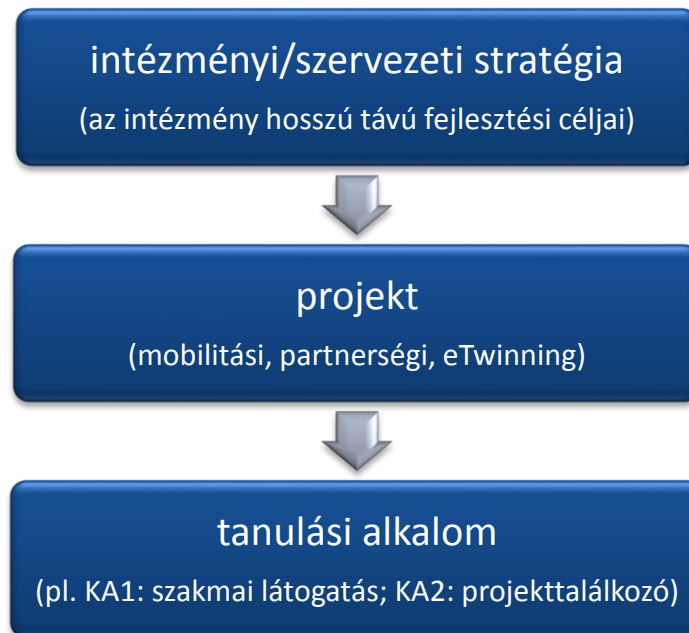 intézményi/szervezeti stratégia
(az intézmény hosszú távú fejlesztési céljai)
projekt
(mobilitási, partnerségi, eTwinning)
tanulási alkalom
(pl. KA1: szakmai látogatás; KA2: projekttalálkozó)